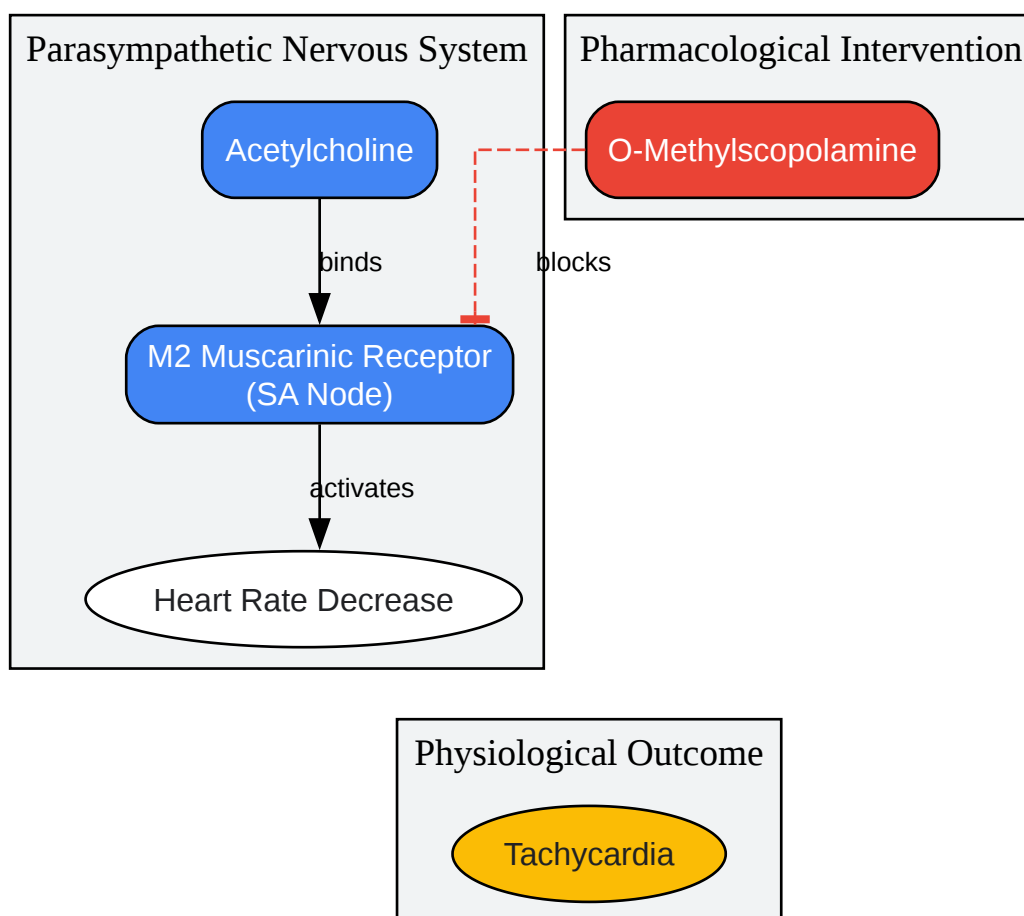 Parasympathetic Nervous System
Pharmacological Intervention
Acetylcholine
O-Methylscopolamine
binds
blocks
M2 Muscarinic Receptor
(SA Node)
activates
Heart Rate Decrease
Physiological Outcome
Tachycardia